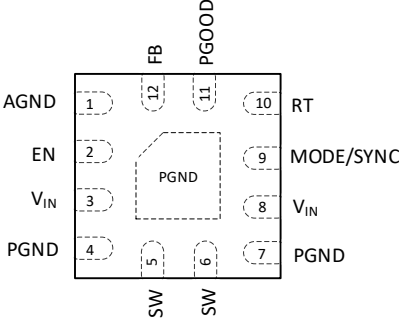 FB
PGOOD
12
11
AGND 1
10 RT
EN 2
9 MODE/SYNC
PGND
VIN 3
8 VIN
PGND 4
7 PGND
5
6
SW
SW